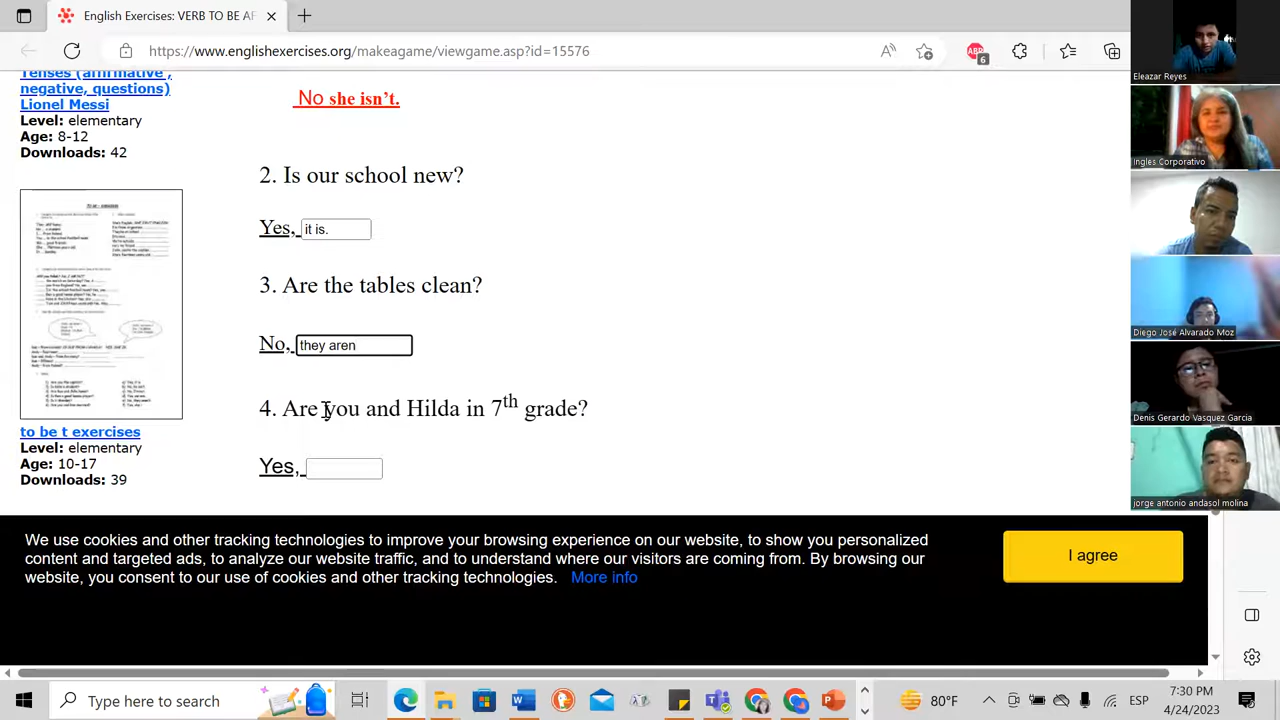 English Exercises: VERB TO BE AF
https://www.englishexercises.org/makeagame/viewgame.asp?id=15576
ABP
6
Tenses (affirmative ,
negative, questions)
Lionel Messi
Level: elementary
Age: 8-12
Downloads: 42
to be t exercises
Level: elementary
Age: 10-17
Downloads: 39
No she isn't.
2. Is our school new?
Yes, it is.
3. Are the tables clean?
No, they aren
4. Are you and Hilda in 7th grade?
Yes,
We use cookies and other tracking technologies to improve your browsing experience on our website, to show you personalized
content and targeted ads, to analyze our website traffic, and to understand where our visitors are coming from. By browsing our
website, you consent to our use of cookies and other tracking technologies. More info
I agree
Eleazar Reyes
Ingles Corporativo
Diego José Alvarado Moz
Denis Gerardo Vasquez Garcia
jorge antonio andasol molina
Type here to search
80°F
ESP
7:30 PM
4/24/2023